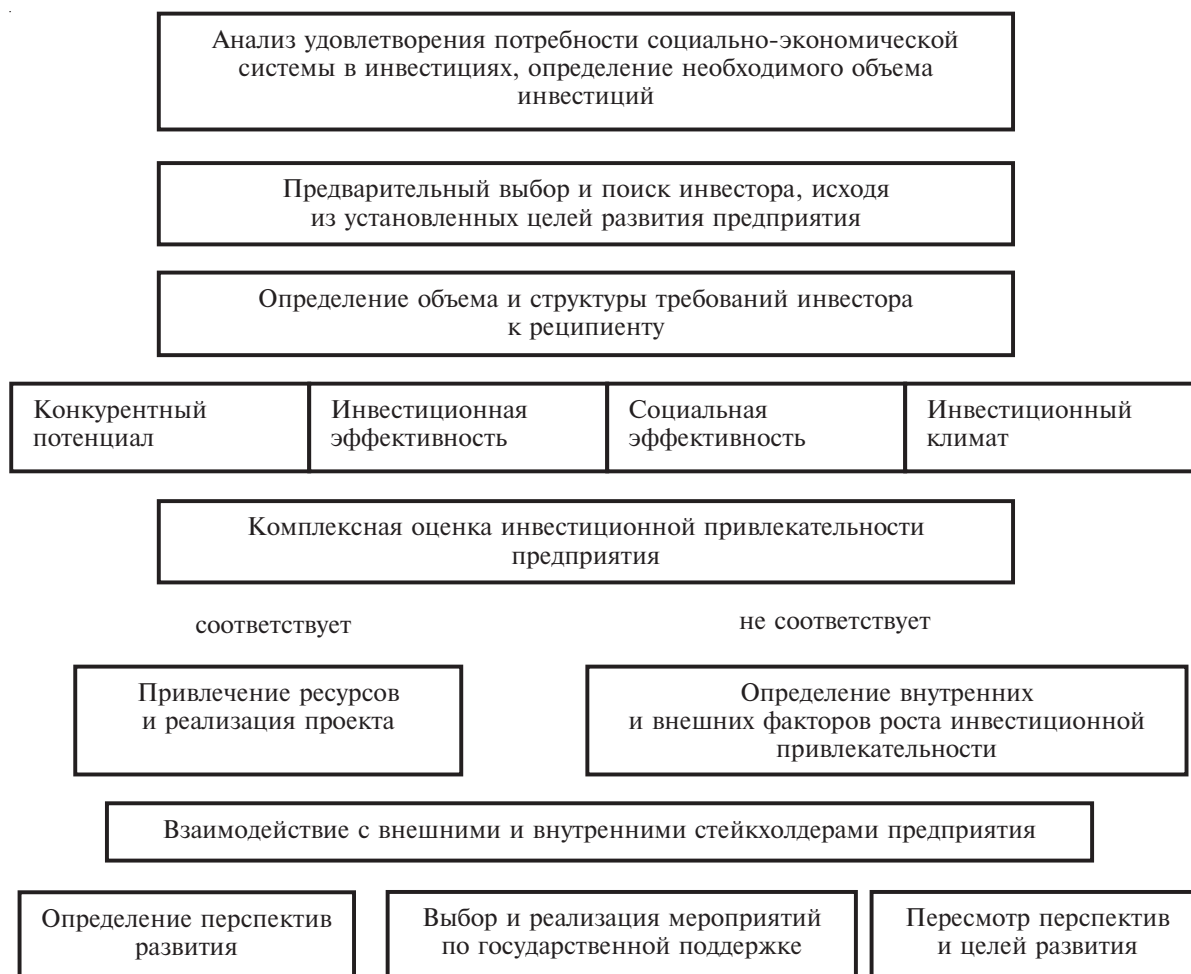 Анализ удовлетворения потребности социально-экономической
системы в инвестициях, определение необходимого объема
инвестиций
Предварительный выбор и поиск инвестора, исходя
из установленных целей развития предприятия
Определение объема и структуры требований инвестора
к реципиенту
Конкурентный
потенциал
Инвестиционная
эффективность
Социальная
эффективность
Инвестиционный
климат
Комплексная оценка инвестиционной привлекательности
предприятия
соответствует
не соответствует
Привлечение ресурсов
и реализация проекта
Определение внутренних
и внешних факторов роста инвестиционной
привлекательности
Взаимодействие с внешними и внутренними стейкхолдерами предприятия
Определение перспектив
развития
Выбор и реализация мероприятий
по государственной поддержке
Пересмотр перспектив
и целей развития